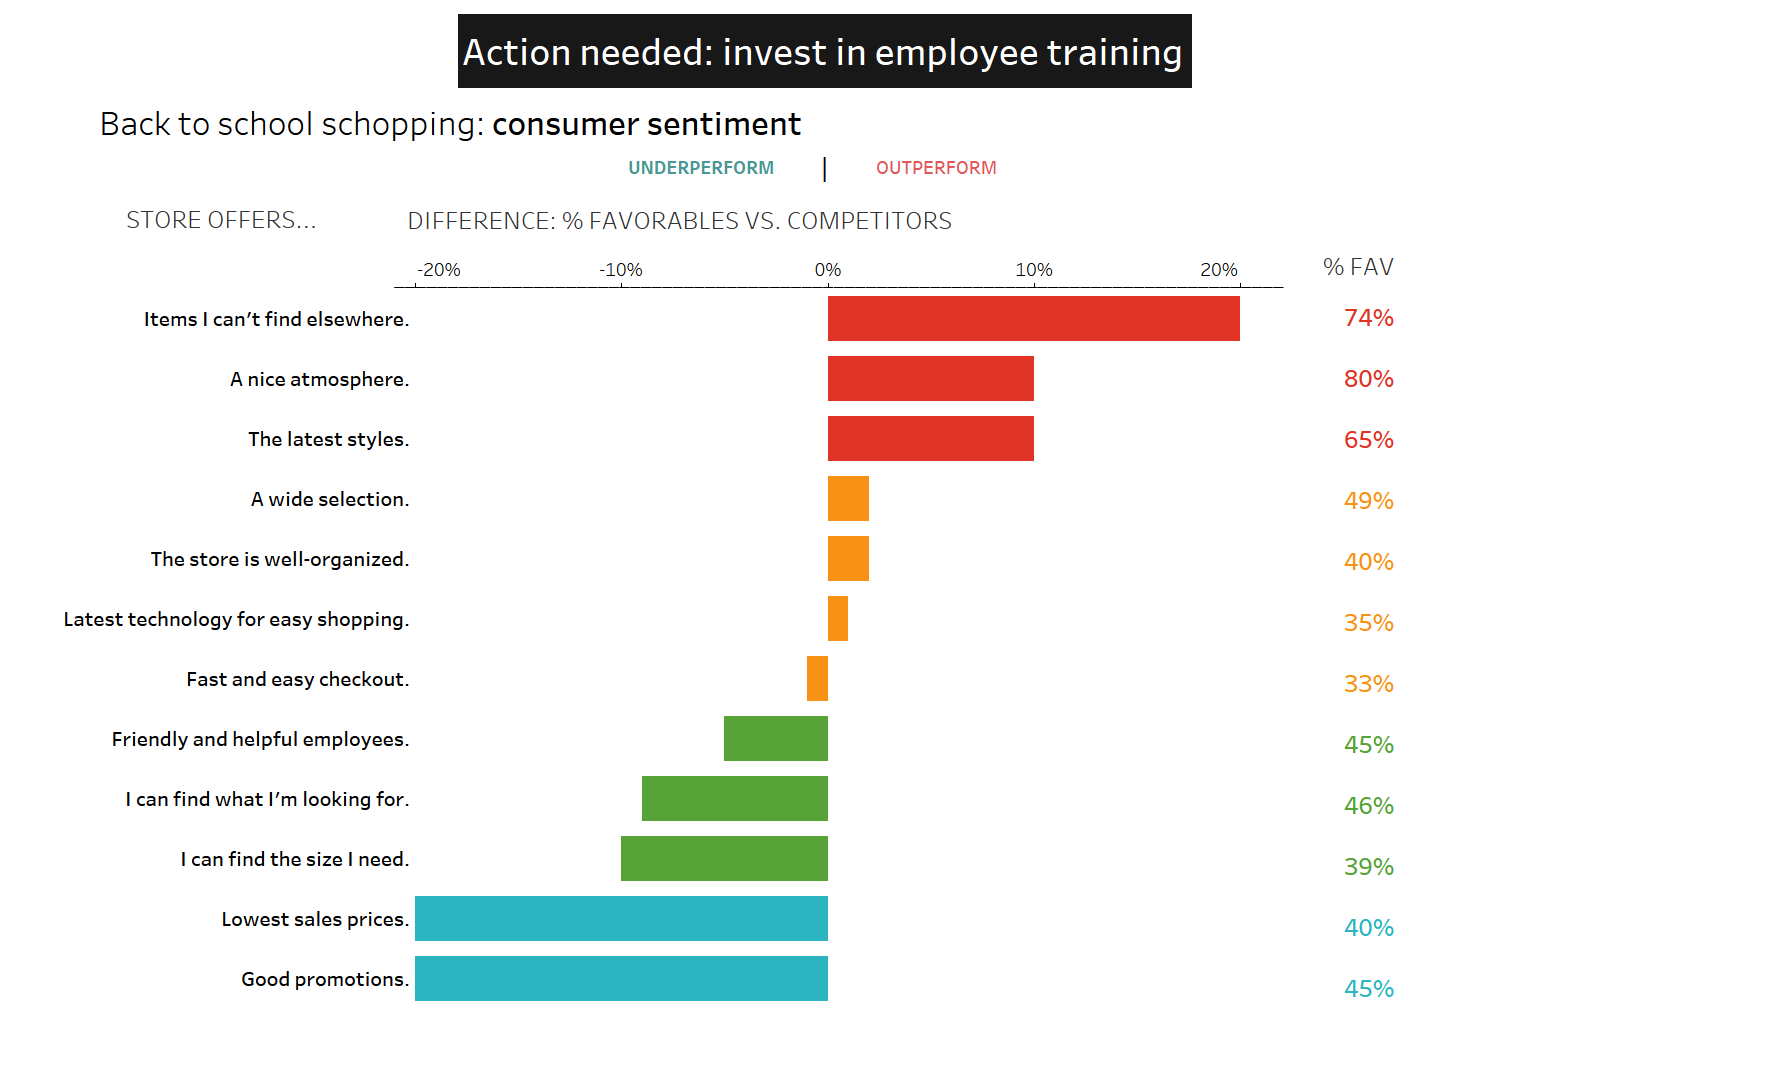 Action needed: invest in employee training
Back to school schopping: consumer sentiment
UNDERPERFORM | OUTPERFORM
STORE OFFERS... DIFFERENCE: % FAVORABLES VS. COMPETITORS
-20% -10% 0% 10% 20% % FAV
Items I can’t find elsewhere. 74%
A nice atmosphere. 80%
The latest styles. 65%
A wide selection. 49%
The store is well-organized. 40%
Latest technology for easy shopping. 35%
Fast and easy checkout. 33%
Friendly and helpful employees. 45%
I can find what I’m looking for. 46%
I can find the size I need. 39%
Lowest sales prices. 40%
Good promotions. 45%